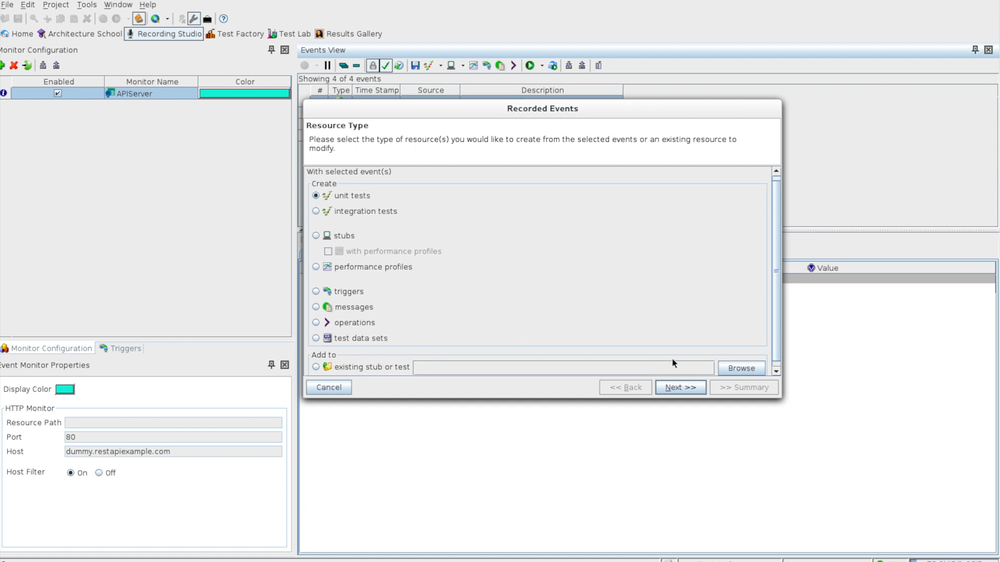 File Edit Project Tools Window Help
Home Architecture School Recording Studio Test Factory Test Lab Results Gallery
Monitor Configuration
Events View
Showing 4 of 4 events
Enabled Monitor Name Color
APIServer
# Type Time Stamp Source Description
Recorded Events
Resource Type
Please select the type of resource(s) you would like to create from the selected events or an existing resource to
modify.
With selected event(s)
Create
unit tests
integration tests
stubs
with performance profiles
performance profiles
triggers
messages
operations
test data sets
Add to
existing stub or test
Browse
Cancel
<< Back
Next >>
>> Summary
Value
Monitor Configuration Triggers
Event Monitor Properties
Display Color
HTTP Monitor
Resource Path
Port 80
Host dummy.restapiexample.com
Host Filter On Off